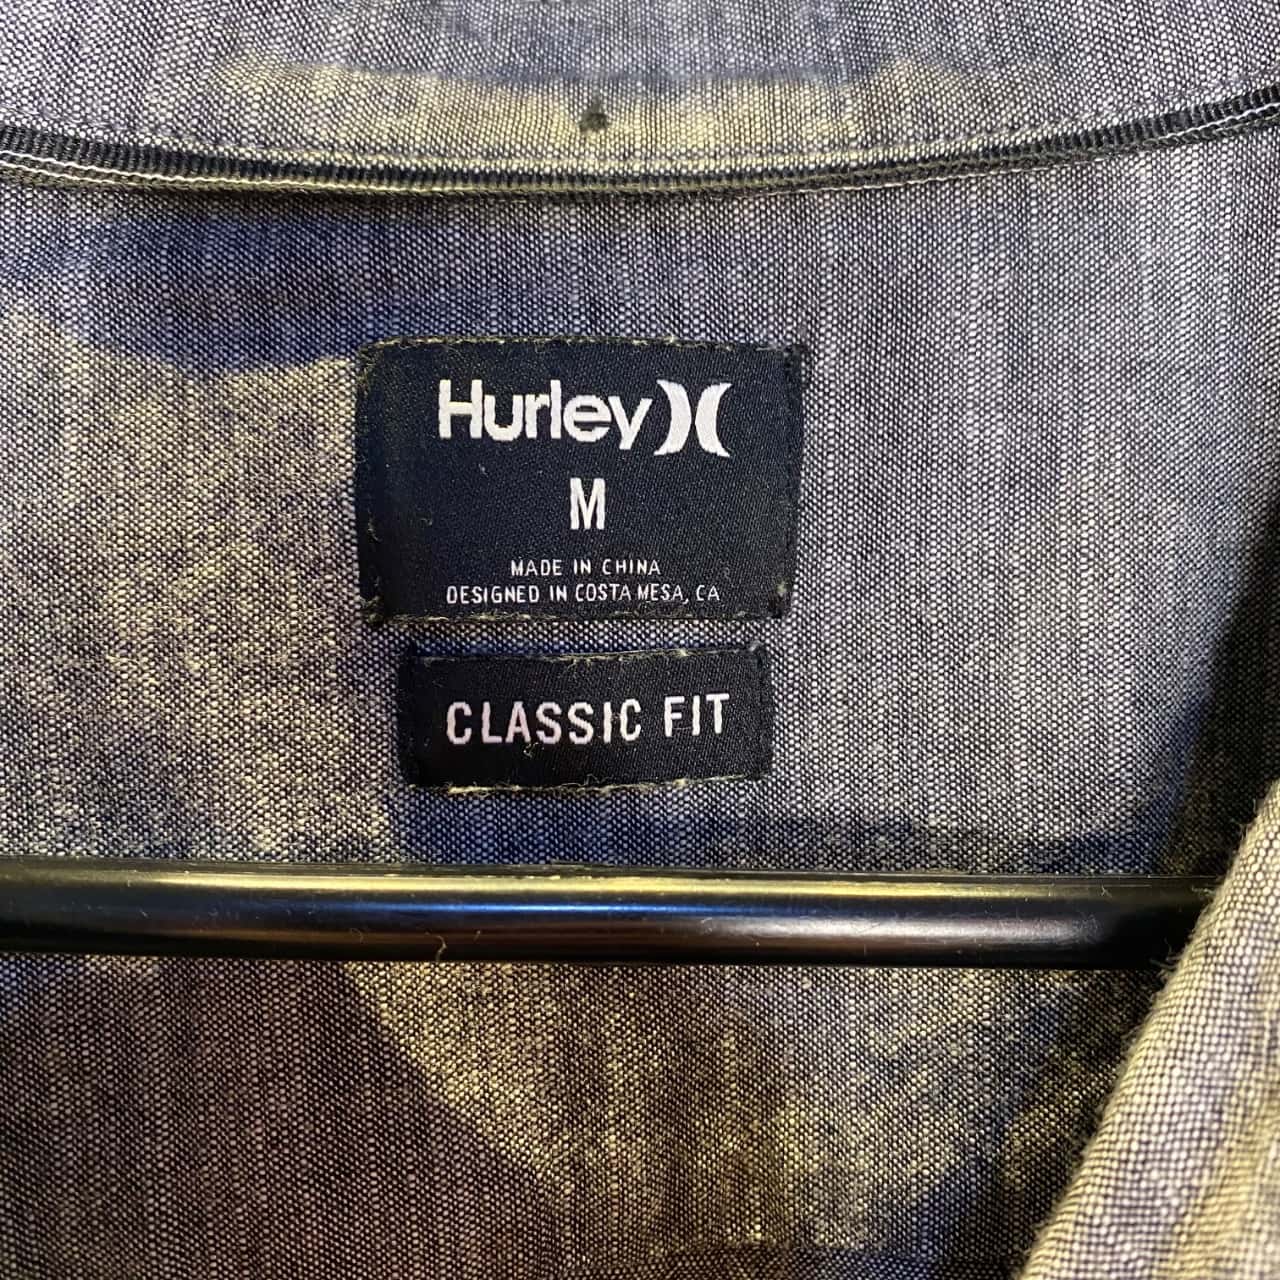 Hurley
M
MADE IN CHINA
DESIGNED IN COSTA MESA, CA
CLASSIC FIT